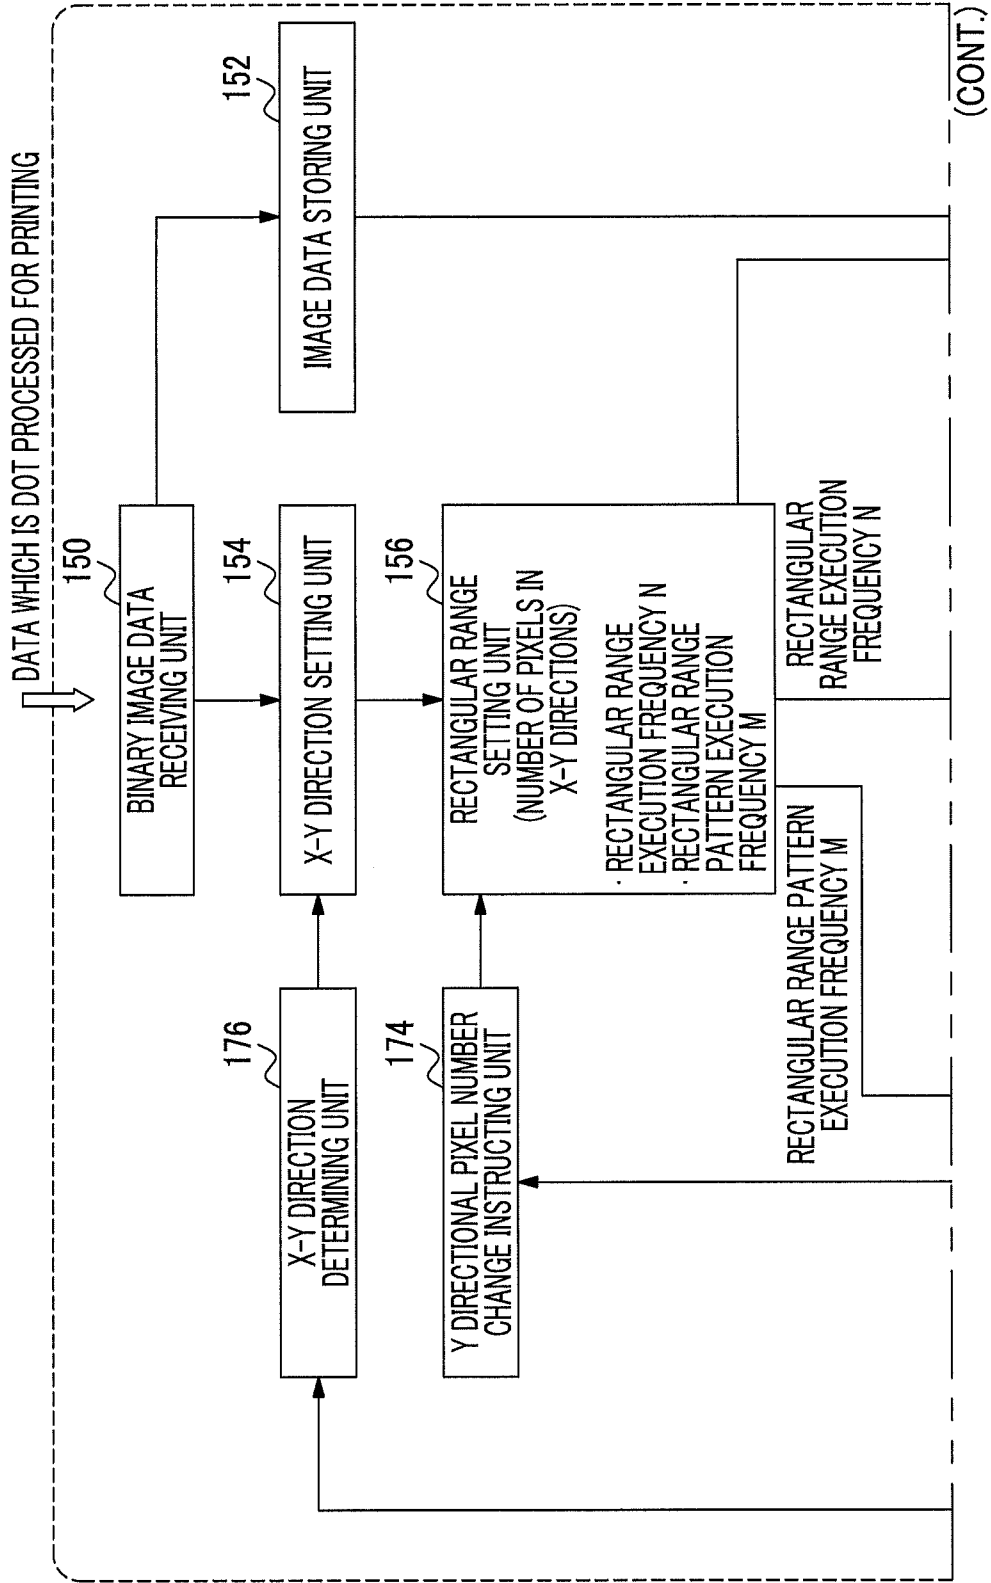 DATA WHICH IS DOT PROCESSED FOR PRINTING
150
BINARY IMAGE DATA
RECEIVING UNIT
152
IMAGE DATA STORING UNIT
176
X-Y DIRECTION
DETERMINING UNIT
154
X-Y DIRECTION SETTING UNIT
174
Y DIRECTIONAL PIXEL NUMBER
CHANGE INSTRUCTING UNIT
156
RECTANGULAR RANGE
SETTING UNIT
(NUMBER OF PIXELS IN
X-Y DIRECTIONS)
· RECTANGULAR RANGE
EXECUTION FREQUENCY N
· RECTANGULAR RANGE
PATTERN EXECUTION
FREQUENCY M
RECTANGULAR RANGE PATTERN
EXECUTION FREQUENCY M
RECTANGULAR
RANGE EXECUTION
FREQUENCY N
(CONT.)